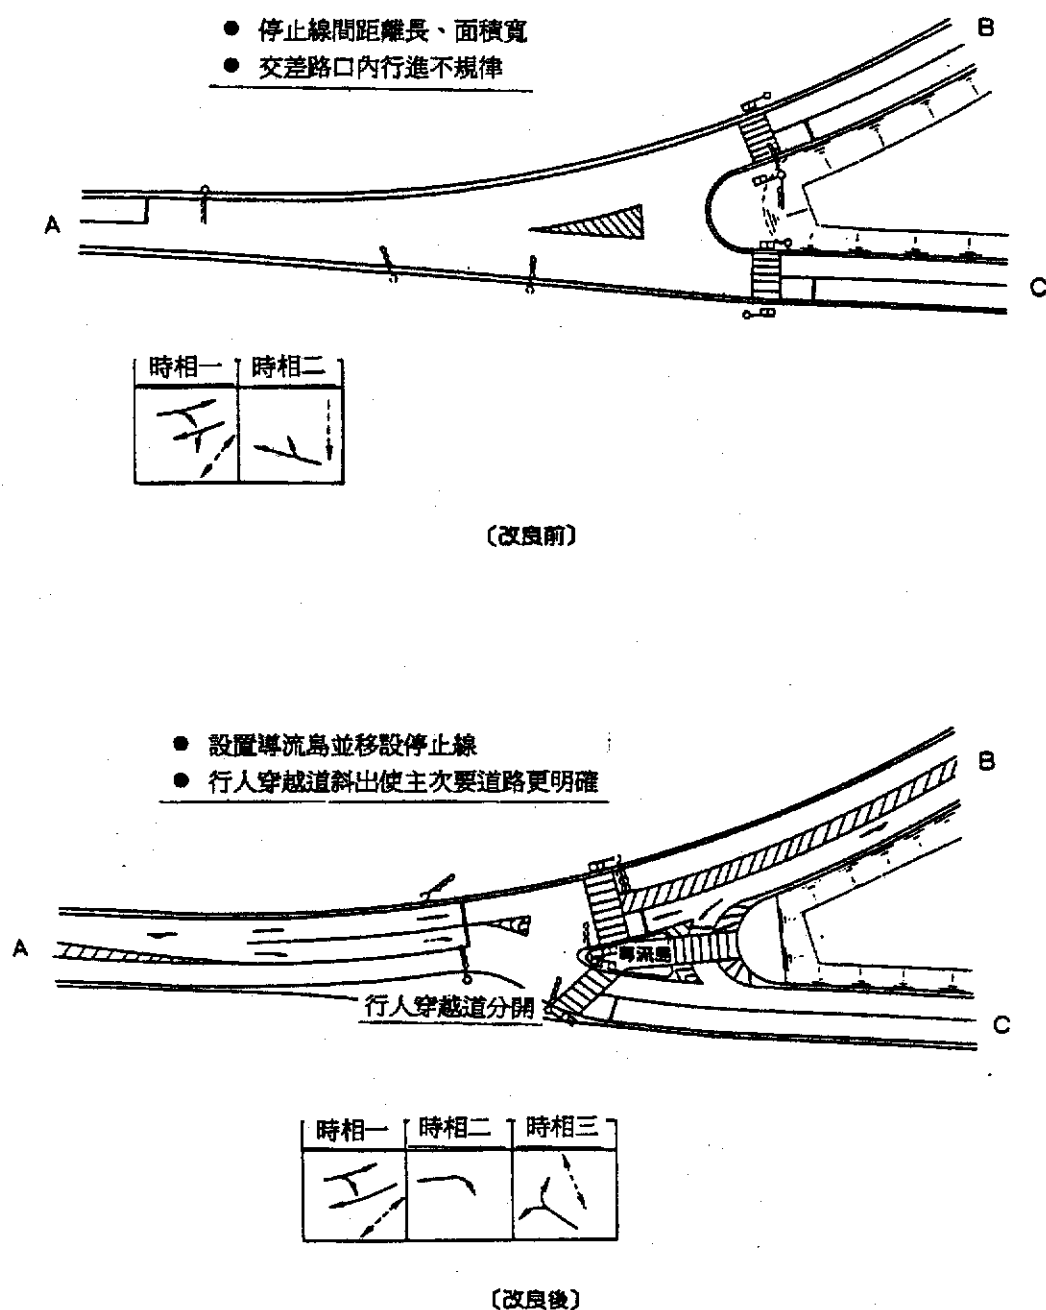 ● 停止線間距離長、面積寬
● 交差路口內行進不規律
B
A
C
時相一 時相二
〔改良前〕
● 設置導流島並移設停止線
● 行人穿越道斜出使主次要道路更明確
B
A
導流島
行人穿越道分開
C
時相一 時相二 時相三
〔改良後〕